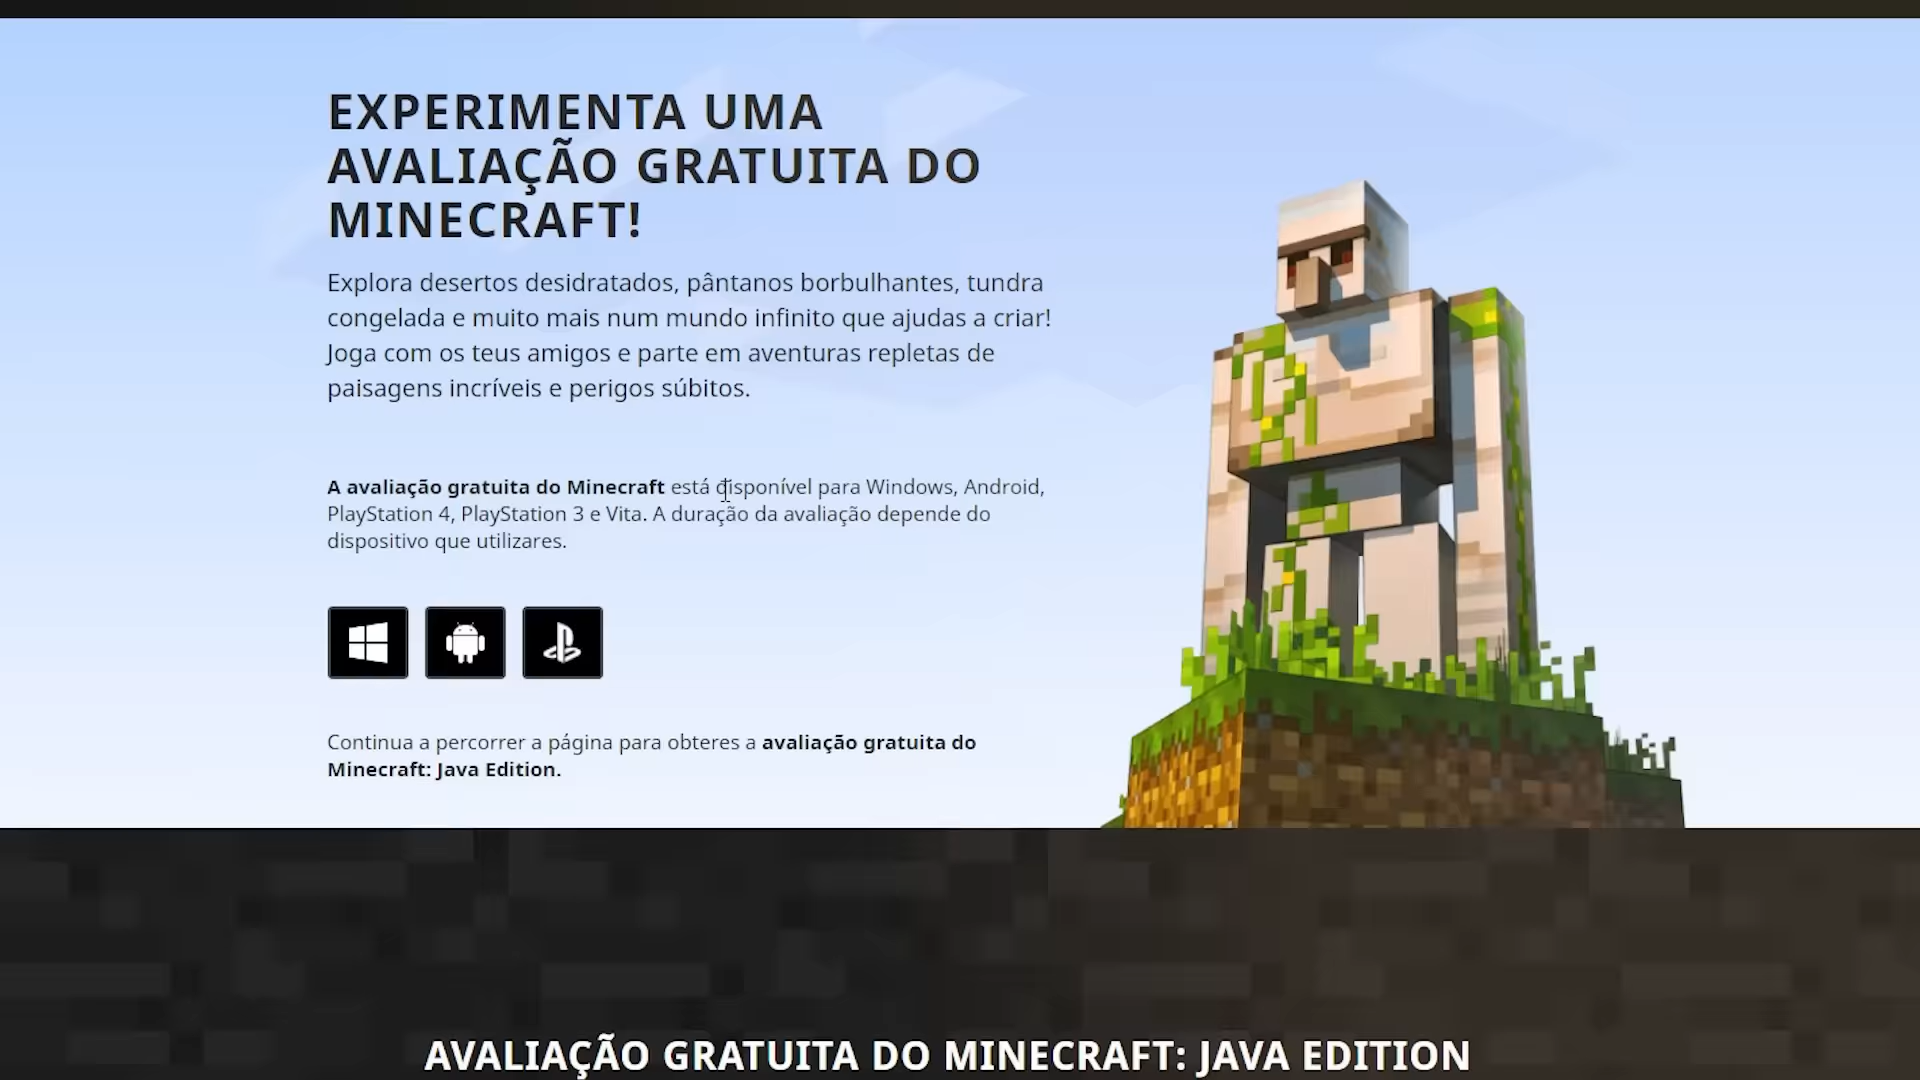 EXPERIMENTA UMA
AVALIAÇÃO GRATUITA DO
MINECRAFT!
Explora desertos desidratados, pântanos borbulhantes, tundra
congelada e muito mais num mundo infinito que ajudas a criar!
Joga com os teus amigos e parte em aventuras repletas de
paisagens incríveis e perigos súbitos.
A avaliação gratuita do Minecraft está disponível para Windows, Android,
PlayStation 4, PlayStation 3 e Vita. A duração da avaliação depende do
dispositivo que utilizares.
Continua a percorrer a página para obteres a avaliação gratuita do
Minecraft: Java Edition.
AVALIAÇÃO GRATUITA DO MINECRAFT: JAVA EDITION